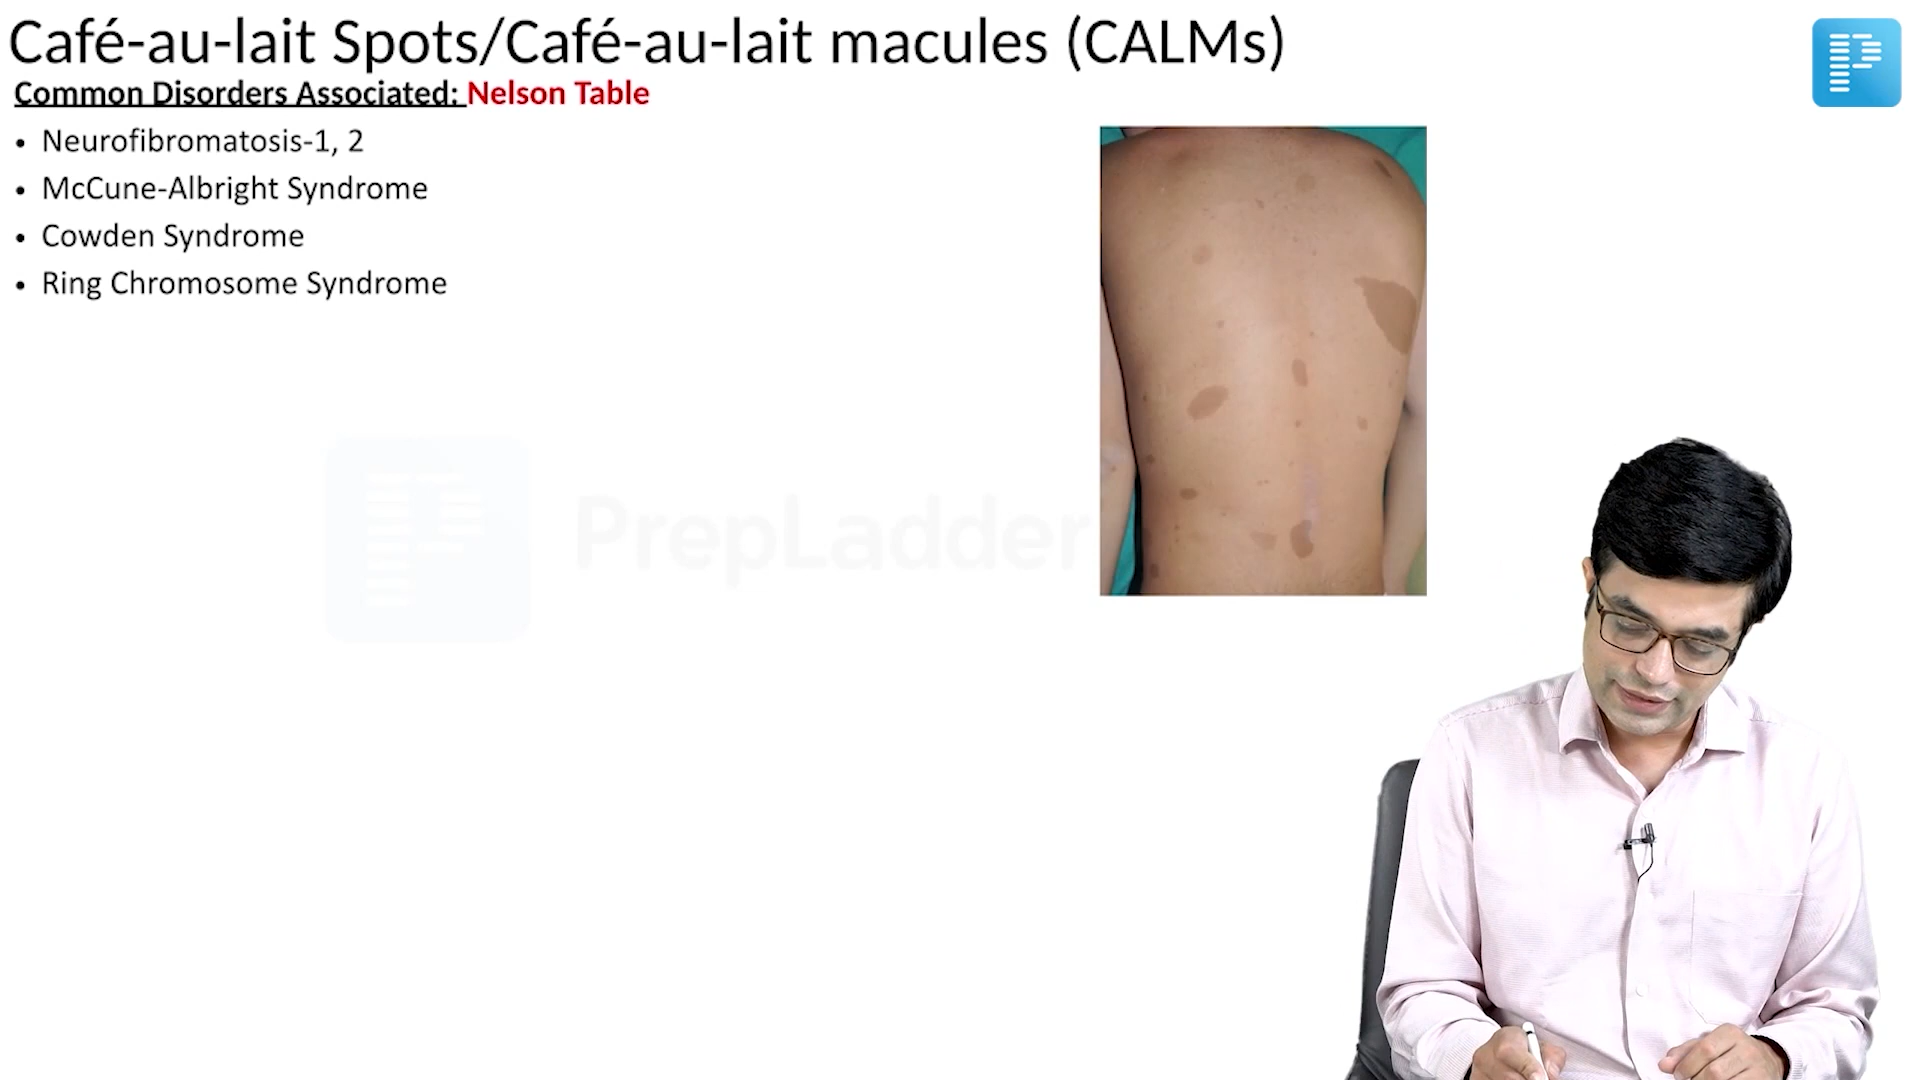 Café-au-lait Spots/Café-au-lait macules (CALMs)
Common Disorders Associated: Nelson Table
• Neurofibromatosis-1, 2
• McCune-Albright Syndrome
• Cowden Syndrome
• Ring Chromosome Syndrome
PrepLadder